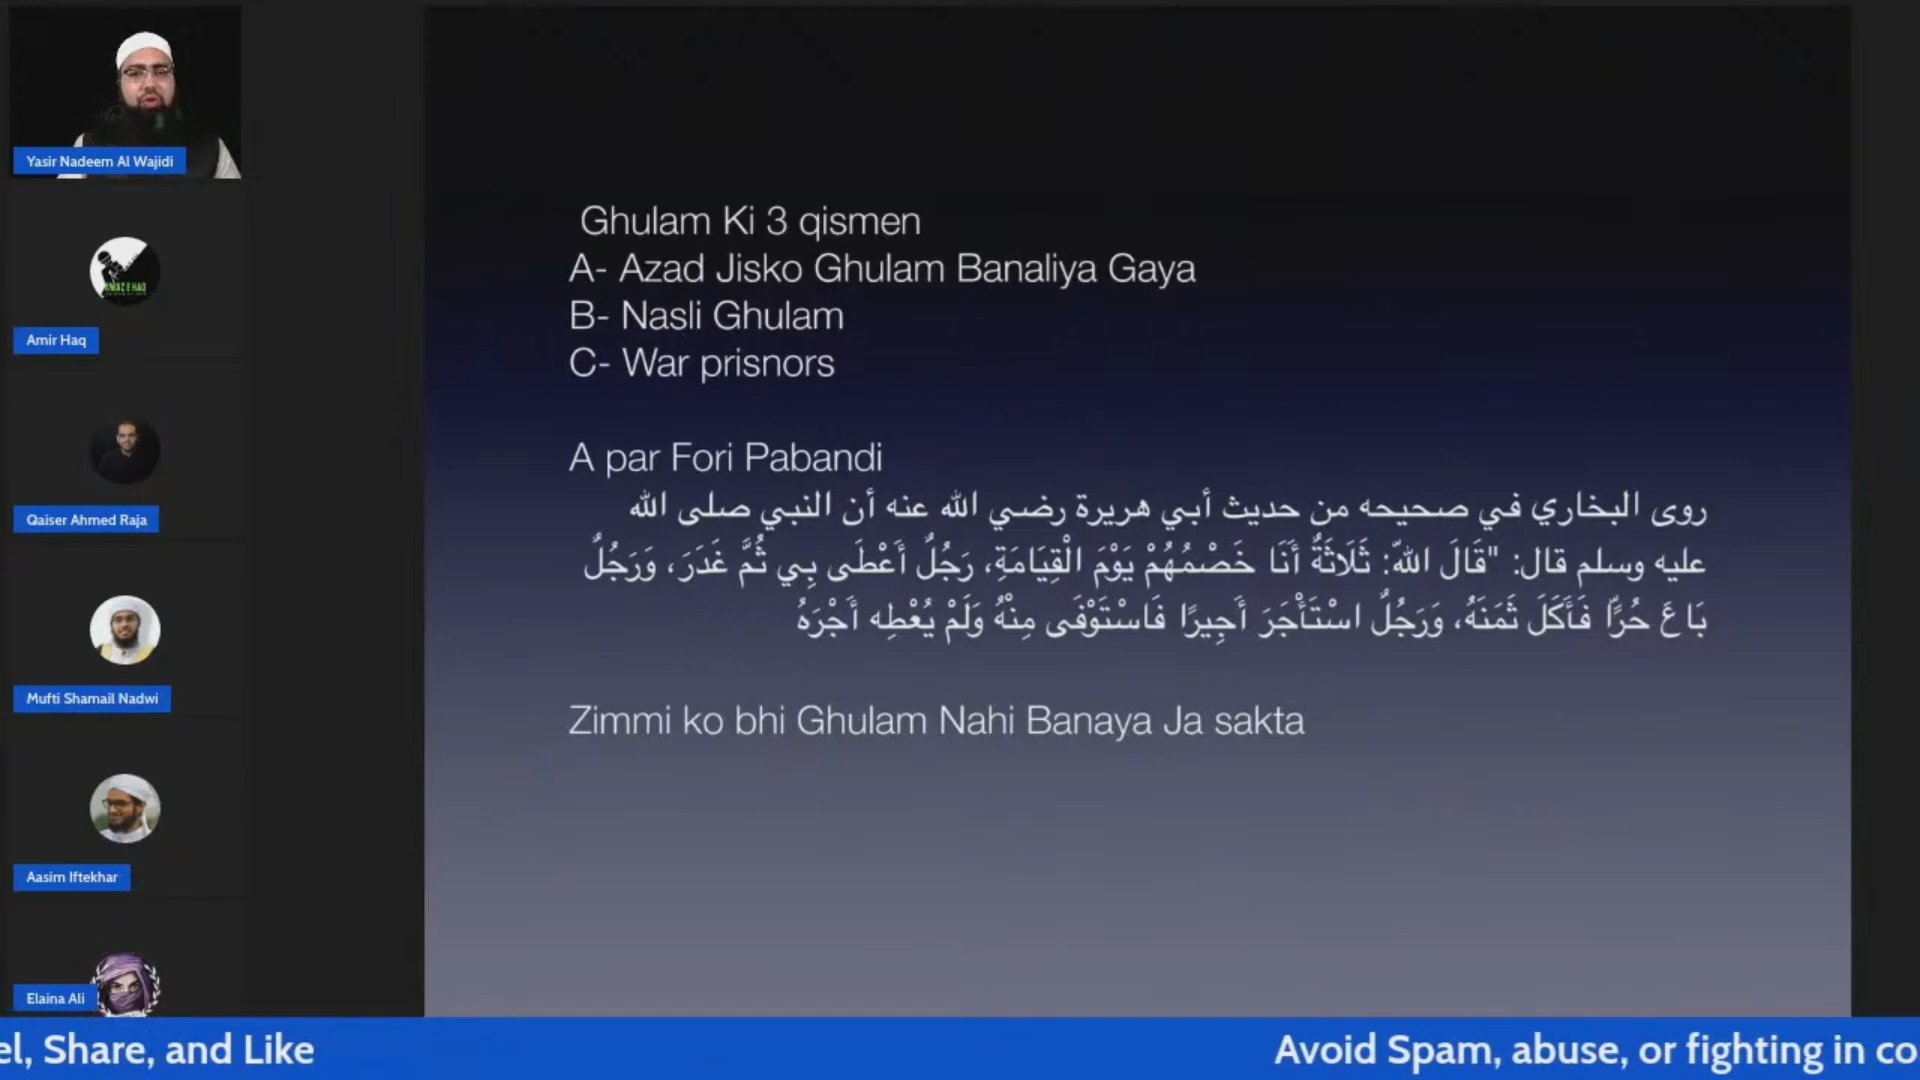 Yasir Nadeem Al Wajidi
Amir Haq
Qaiser Ahmed Raja
Mufti Shamail Nadwi
Aasim Iftekhar
Elaina Ali
Ghulam Ki 3 qismen
A- Azad Jisko Ghulam Banaliya Gaya
B- Nasli Ghulam
C- War prisnors
A par Fori Pabandi
روى البخاري في صحيحه من حديث أبي هريرة رضي الله عنه أن النبي صلى الله
عليه وسلم قال: "قَالَ اللهُ: ثَلَاثَةٌ أَنَا خَصْمُهُمْ يَوْمَ الْقِيَامَةِ، رَجُلٌ أَعْطَى بِي ثُمَّ غَدَرَ، وَرَجُلٌ
بَاعَ حُرًّا فَأَكَلَ ثَمَنَهُ، وَرَجُلٌ اسْتَأْجَرَ أَجِيرًا فَاسْتَوْفَى مِنْهُ وَلَمْ يُعْطِه أَجْرَهُ
Zimmi ko bhi Ghulam Nahi Banaya Ja sakta
el, Share, and Like
Avoid Spam, abuse, or fighting in co